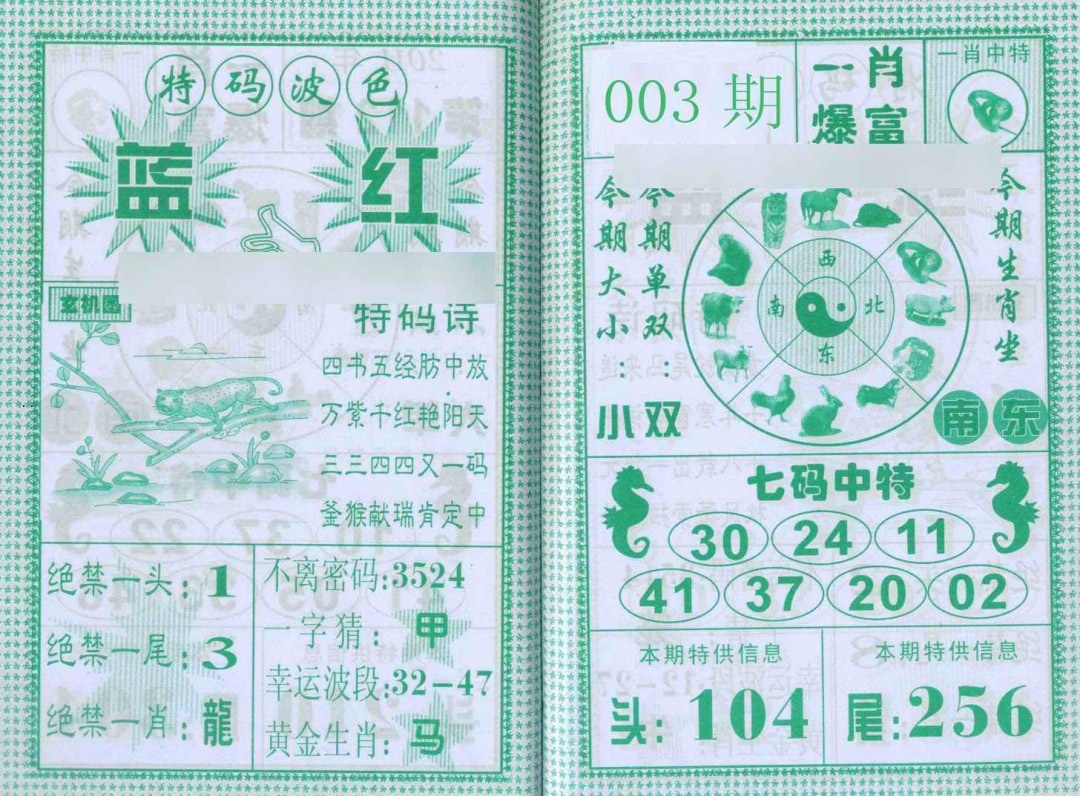 特码波色
蓝 红
玄机图
特码诗
四书五经肪中放
万紫千红艳阳天
三三四四又一码
釜猴献瑞肯定中
绝禁一头:1
绝禁一尾:3
绝禁一肖:龍
不离密码:3524
一字猜:甲
幸运波段:32-47
黄金生肖:马
003期
一肖
爆富
一肖中特
今期大小:小
今期单双:双
西
南 北
东
今期生肖坐
南东
七码中特
30 24 11
41 37 20 02
本期特供信息
头:104
本期特供信息
尾:256